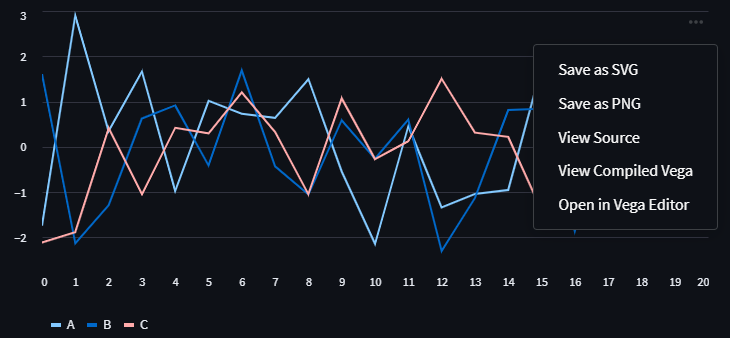 3
2
1
0
−1
−2
Save as SVG
Save as PNG
View Source
View Compiled Vega
Open in Vega Editor
0 1 2 3 4 5 6 7 8 9 10 11 12 13 14 15 16 17 18 19 20
A B C